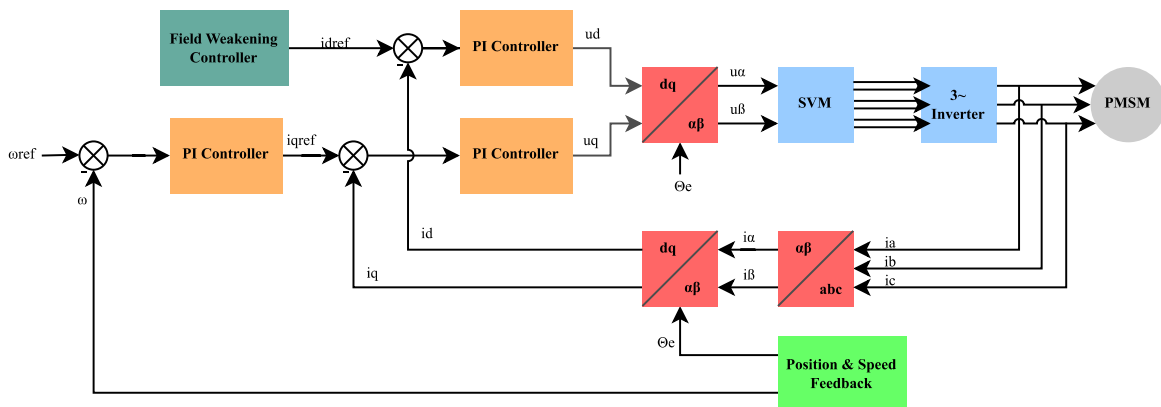 Field Weakening
Controller
idref
-
PI Controller
ud
dq
αβ
uα
uß
SVM
3~
Inverter
PMSM
ωref
-
ω
PI Controller
iqref
-
PI Controller
uq
Θe
id
iq
dq
αβ
iα
iß
αβ
abc
ia
ib
ic
Θe
Position & Speed
Feedback